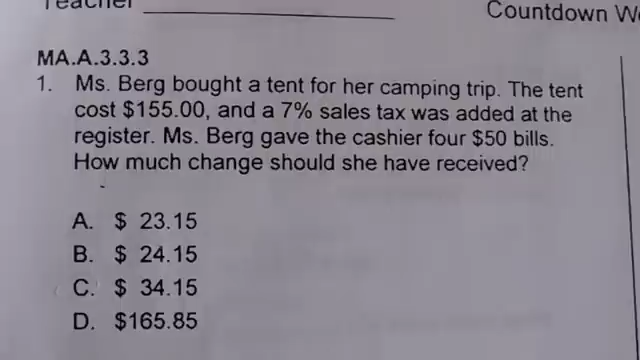 Teacher
Countdown
MA.A.3.3.3
1. Ms. Berg bought a tent for her camping trip. The tent
cost $155.00, and a 7% sales tax was added at the
register. Ms. Berg gave the cashier four $50 bills.
How much change should she have received?
A. $ 23.15
B. $ 24.15
C. $ 34.15
D. $165.85